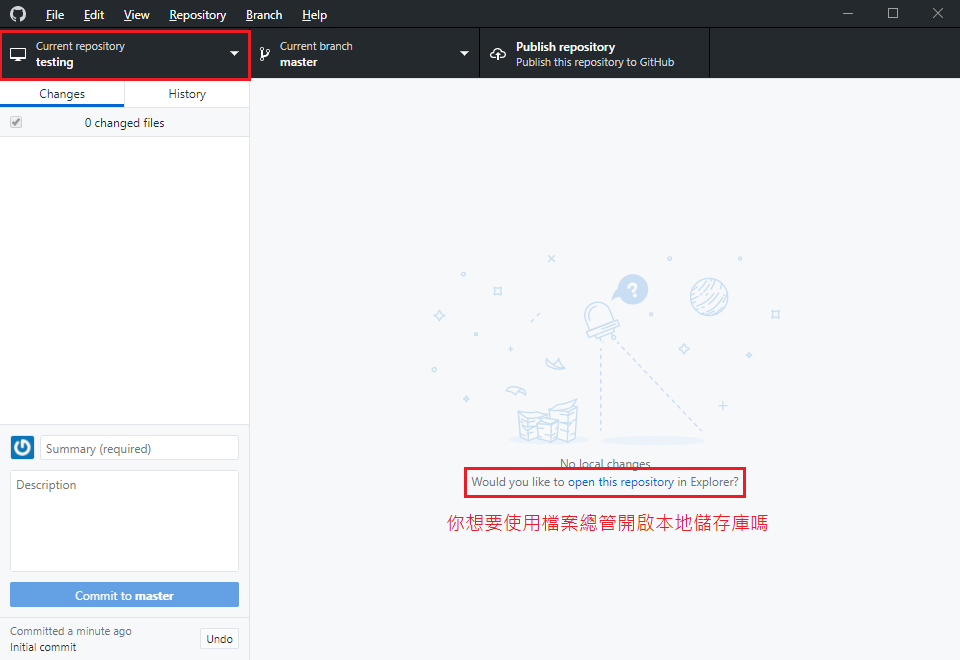 File Edit View Repository Branch Help
Current repository
testing
Current branch
master
Publish repository
Publish this repository to GitHub
Changes History
0 changed files
?
No local changes
Would you like to open this repository in Explorer?
你想要使用檔案總管開啟本地儲存庫嗎
Summary (required)
Description
Commit to master
Committed a minute ago
Initial commit
Undo